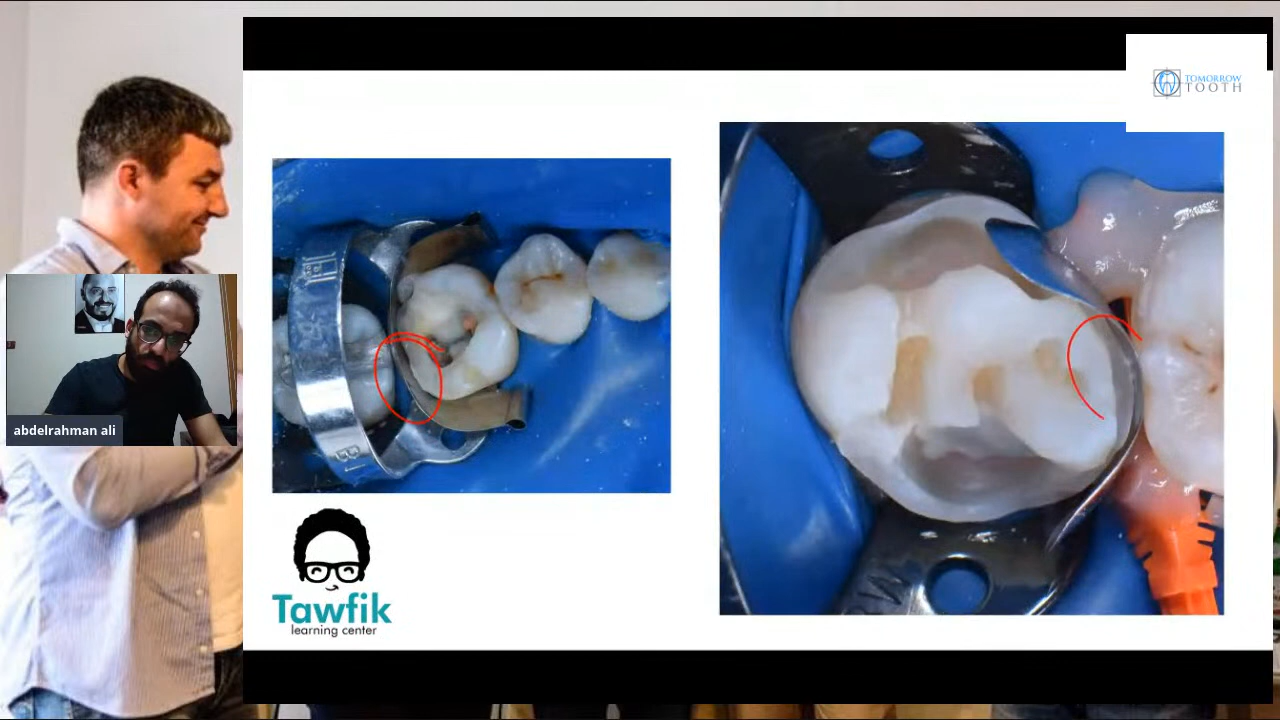 TOMORROW
TOOTH
abdelrahman ali
Tawfik
learning center